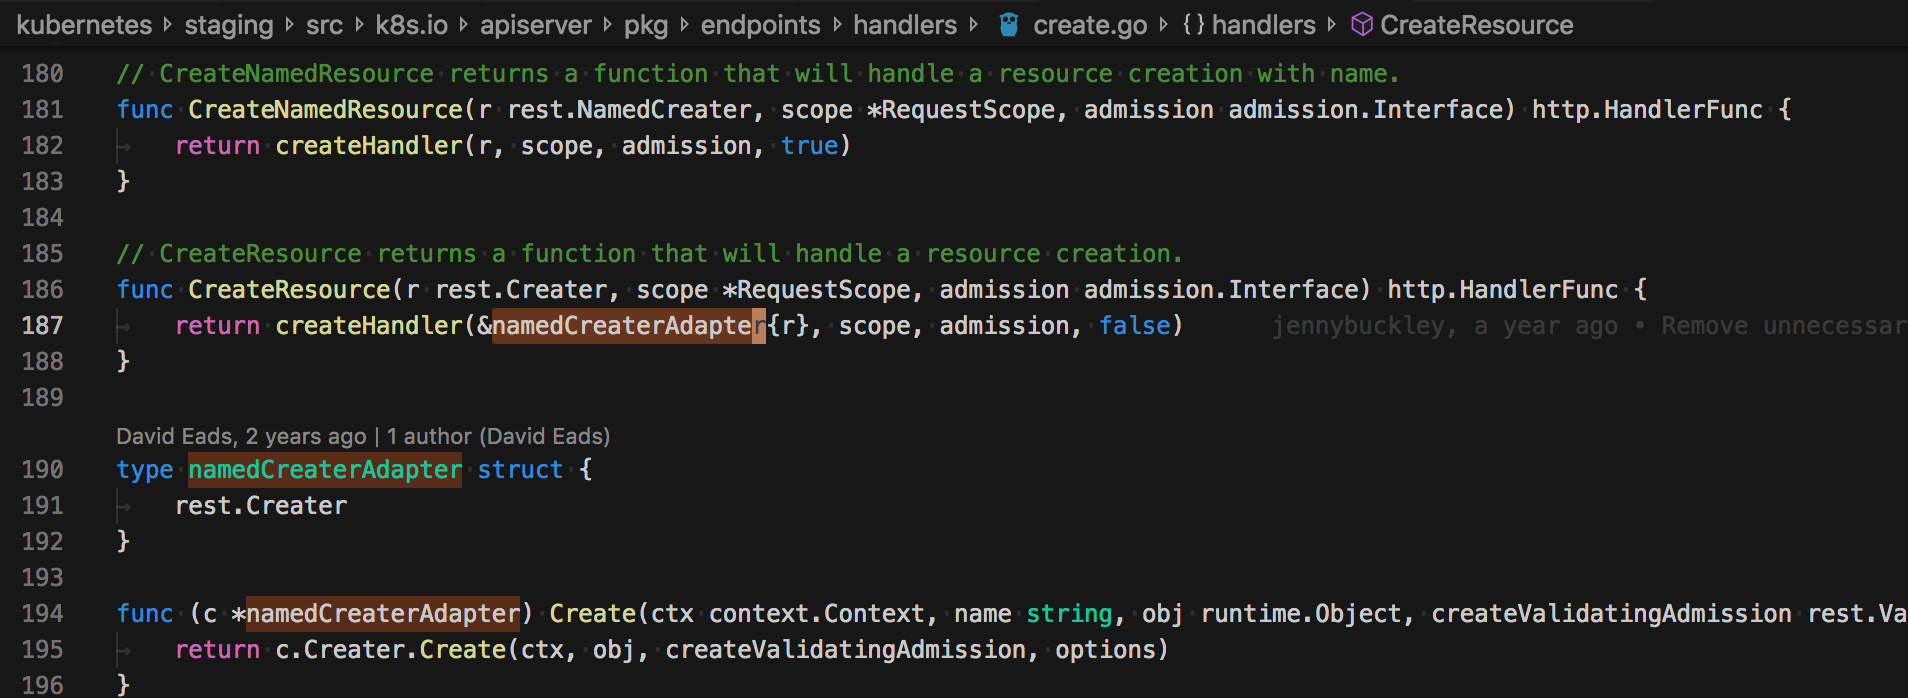 kubernetes › staging › src › k8s.io › apiserver › pkg › endpoints › handlers › create.go › {} handlers › CreateResource
180 // CreateNamedResource returns a function that will handle a resource creation with name.
181 func CreateNamedResource(r rest.NamedCreater, scope *RequestScope, admission admission.Interface) http.HandlerFunc {
182 return createHandler(r, scope, admission, true)
183 }
184
185 // CreateResource returns a function that will handle a resource creation.
186 func CreateResource(r rest.Creater, scope *RequestScope, admission admission.Interface) http.HandlerFunc {
187 return createHandler(&namedCreaterAdapter{r}, scope, admission, false) jennybuckley, a year ago • Remove unnecessar
188 }
189
David Eads, 2 years ago | 1 author (David Eads)
190 type namedCreaterAdapter struct {
191 rest.Creater
192 }
193
194 func (c *namedCreaterAdapter) Create(ctx context.Context, name string, obj runtime.Object, createValidatingAdmission rest.Va
195 return c.Creater.Create(ctx, obj, createValidatingAdmission, options)
196 }